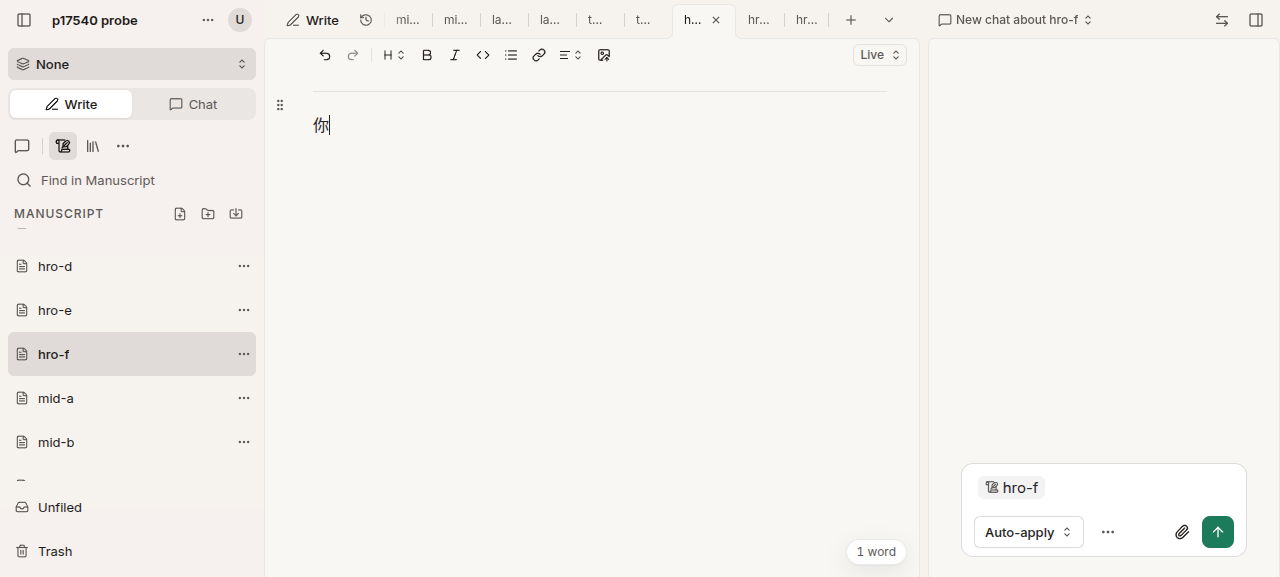 p17540 probe
U
None
Write
Chat
Find in Manuscript
MANUSCRIPT
hro-d
hro-e
hro-f
mid-a
mid-b
Unfiled
Trash
Write
mi...
mi...
la...
la...
t...
t...
h...
hr...
hr...
H
B
I
Live
你
1 word
New chat about hro-f
hro-f
Auto-apply